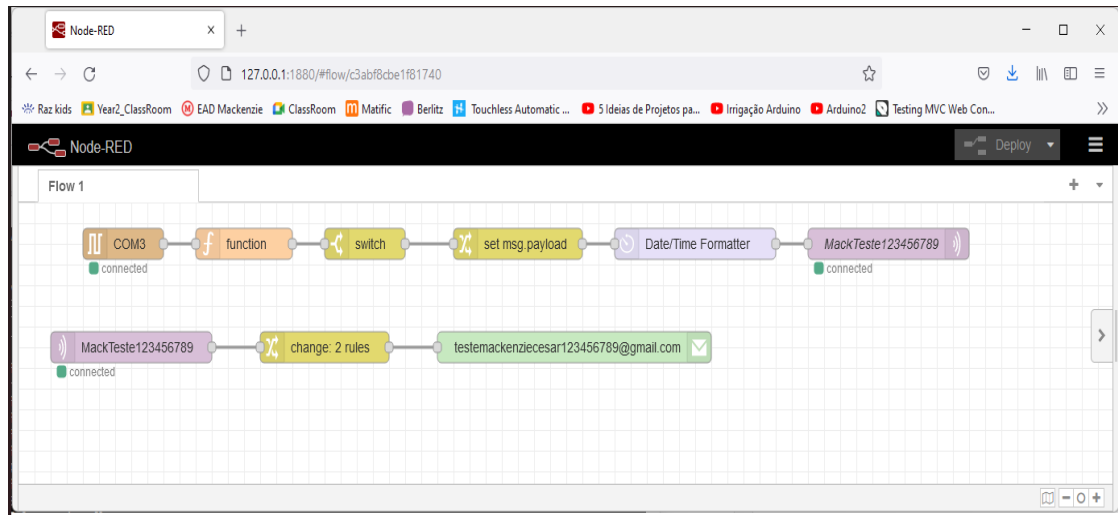 Node-RED
127.0.0.1:1880/#flow/c3abf8cbe1f81740
Raz kids Year2_ClassRoom EAD Mackenzie ClassRoom Matific Berlitz Touchless Automatic ... 5 Ideias de Projetos pa... Irrigação Arduino Arduino2 Testing MVC Web Con...
Node-RED Deploy
Flow 1
COM3 function switch set msg.payload Date/Time Formatter MackTeste123456789
connected connected
MackTeste123456789 change: 2 rules testemackenziecesar123456789@gmail.com
connected